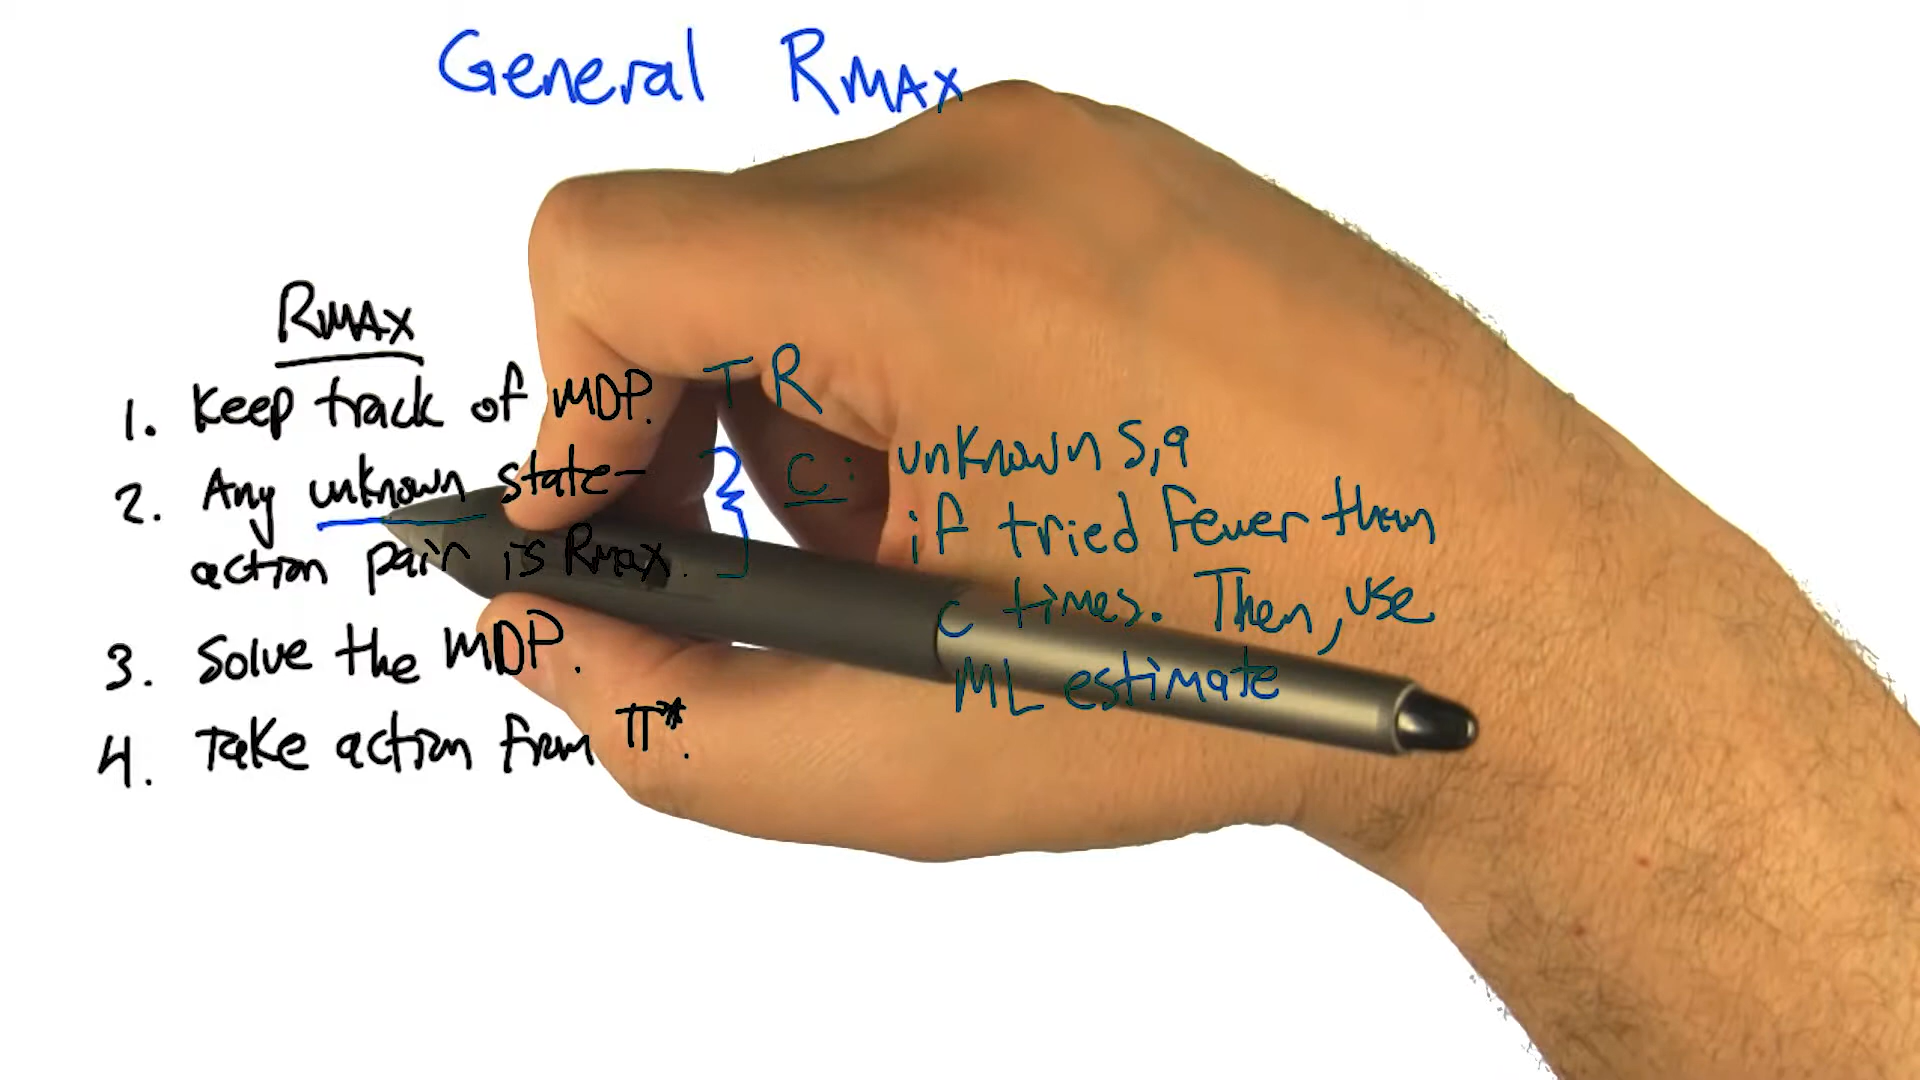 General RMAX
RMAX
1. Keep track of MDP. T R
2. Any unknown state-
action pair is Rmax.
C: unknown s,a
if tried fewer than
c times. Then, use
ML estimate
3. Solve the MDP.
4. Take action from π*.